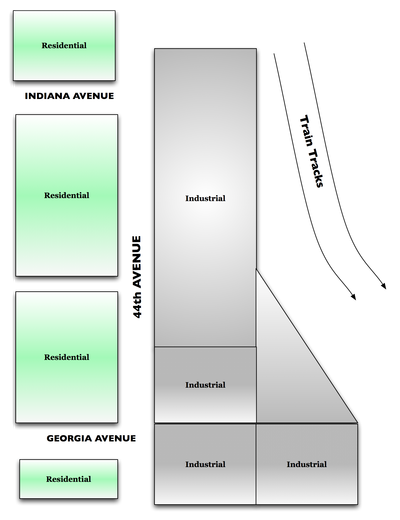 Residential
INDIANA AVENUE
Residential
Industrial
Train Tracks
44th AVENUE
Residential
Industrial
GEORGIA AVENUE
Residential
Industrial
Industrial